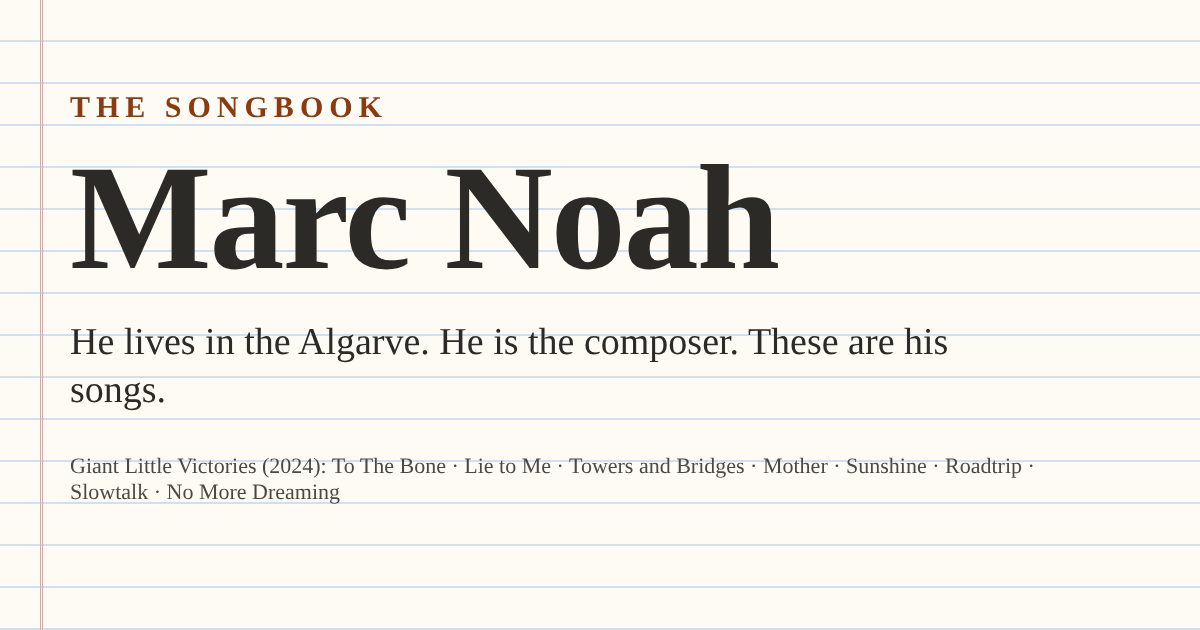 THE SONGBOOK
Marc Noah
He lives in the Algarve. He is the composer. These are his
songs.
Giant Little Victories (2024): To The Bone · Lie to Me · Towers and Bridges · Mother · Sunshine · Roadtrip ·
Slowtalk · No More Dreaming